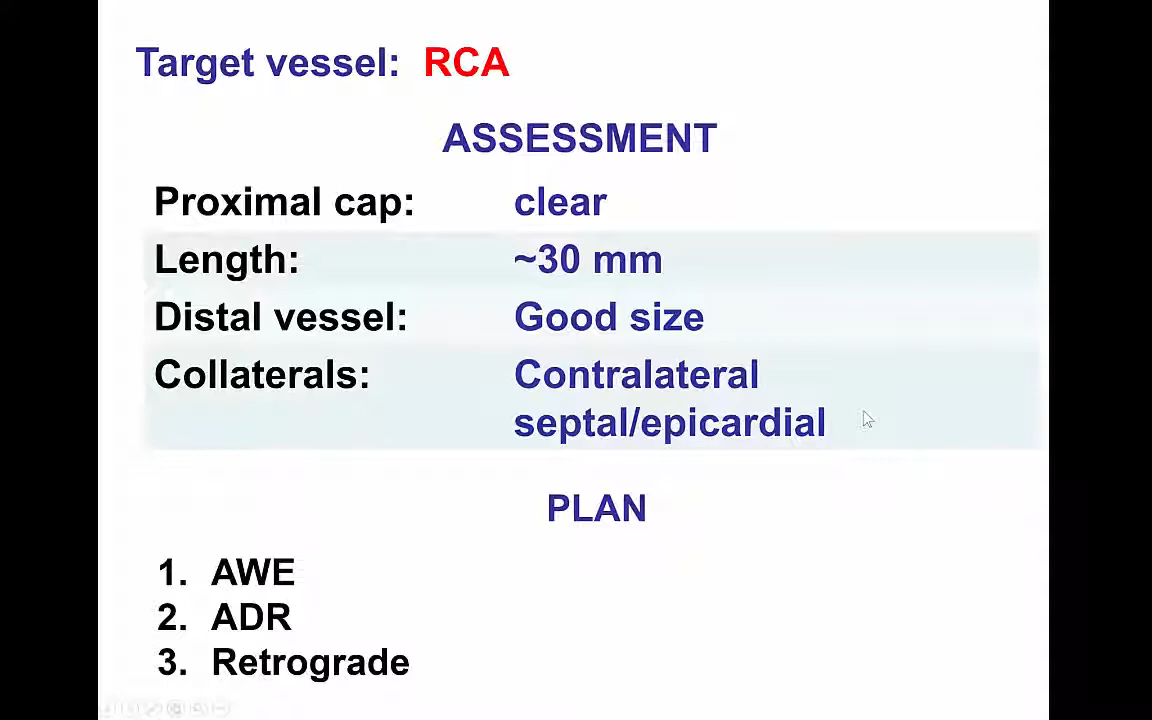 Target vessel: RCA
ASSESSMENT
Proximal cap: clear
Length: ~30 mm
Distal vessel: Good size
Collaterals: Contralateral
septal/epicardial
PLAN
1. AWE
2. ADR
3. Retrograde